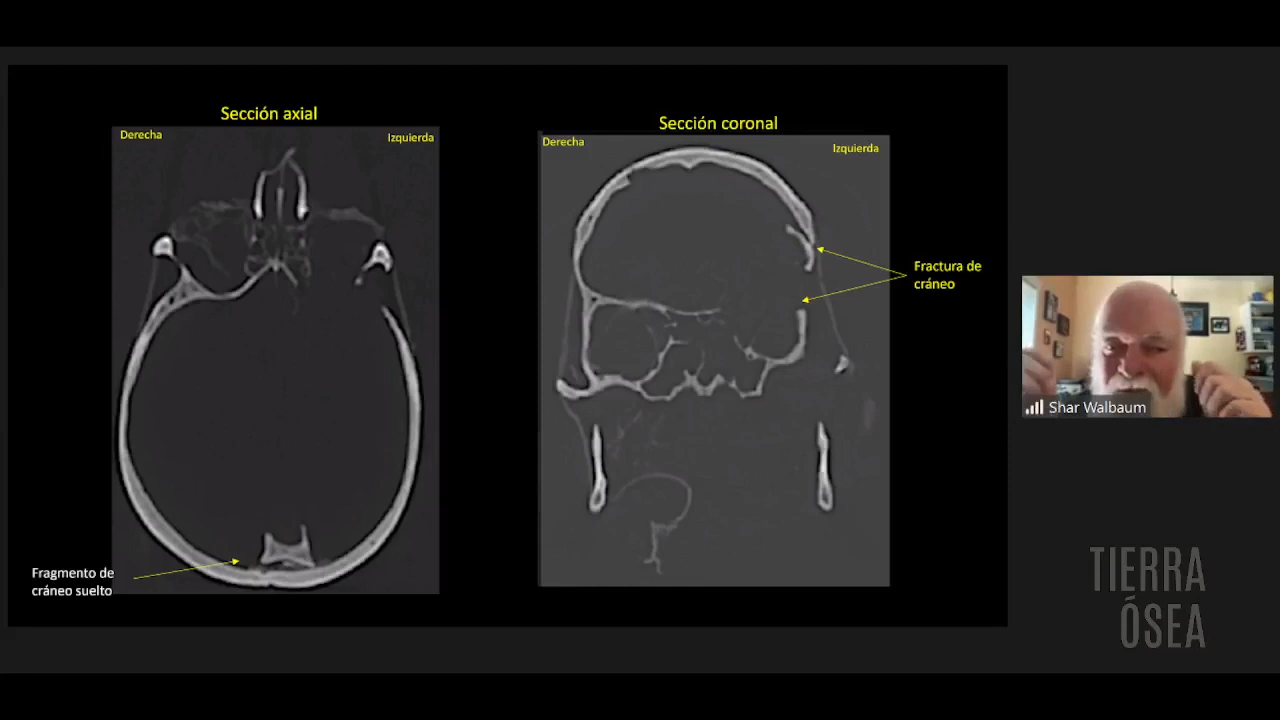 Sección axial
Derecha
Izquierda
Sección coronal
Derecha
Izquierda
Fractura de
cráneo
Fragmento de
cráneo suelto
Shar Walbaum
TIERRA
ÓSEA